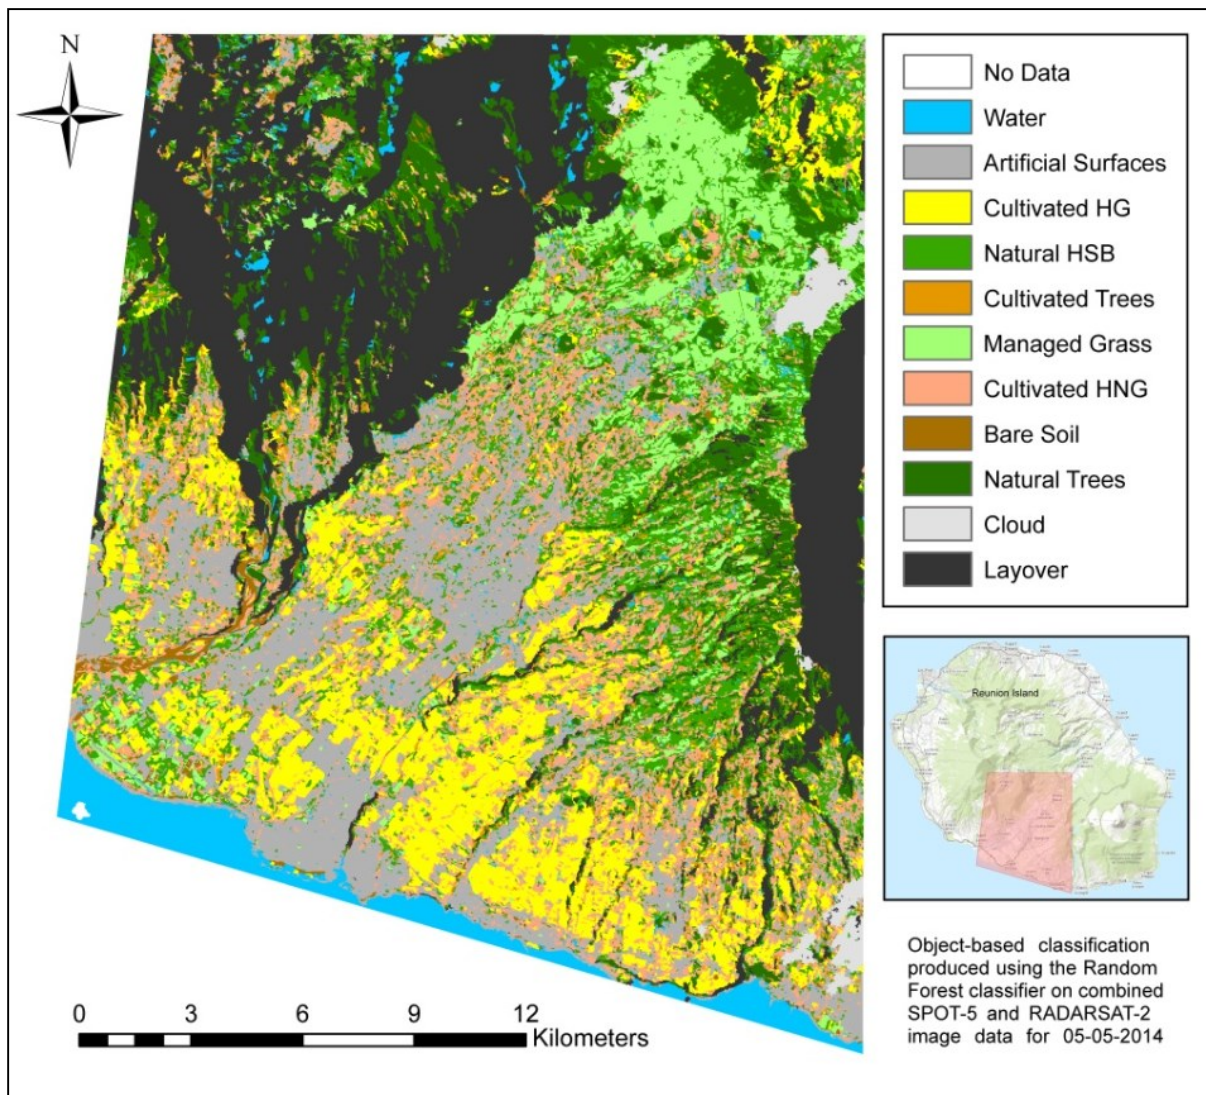 N
No Data
Water
Artificial Surfaces
Cultivated HG
Natural HSB
Cultivated Trees
Managed Grass
Cultivated HNG
Bare Soil
Natural Trees
Cloud
Layover
Reunion Island
0 3 6 9 12
Kilometers
Object-based classification
produced using the Random
Forest classifier on combined
SPOT-5 and RADARSAT-2
image data for 05-05-2014